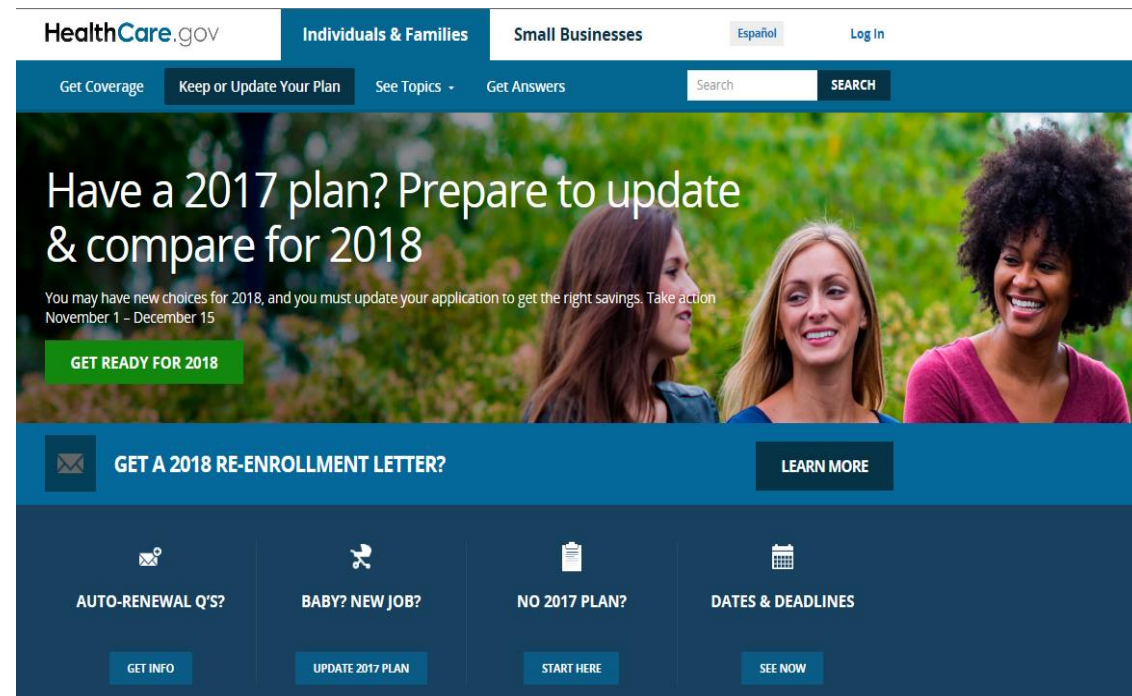 HealthCare.gov
Individuals & Families
Small Businesses
Español
Log In
Get Coverage
Keep or Update Your Plan
See Topics
Get Answers
Search
SEARCH
Have a 2017 plan? Prepare to update
& compare for 2018
You may have new choices for 2018, and you must update your application to get the right savings. Take action
November 1 – December 15
GET READY FOR 2018
GET A 2018 RE-ENROLLMENT LETTER?
LEARN MORE
AUTO-RENEWAL Q'S?
BABY? NEW JOB?
NO 2017 PLAN?
DATES & DEADLINES
GET INFO
UPDATE 2017 PLAN
START HERE
SEE NOW